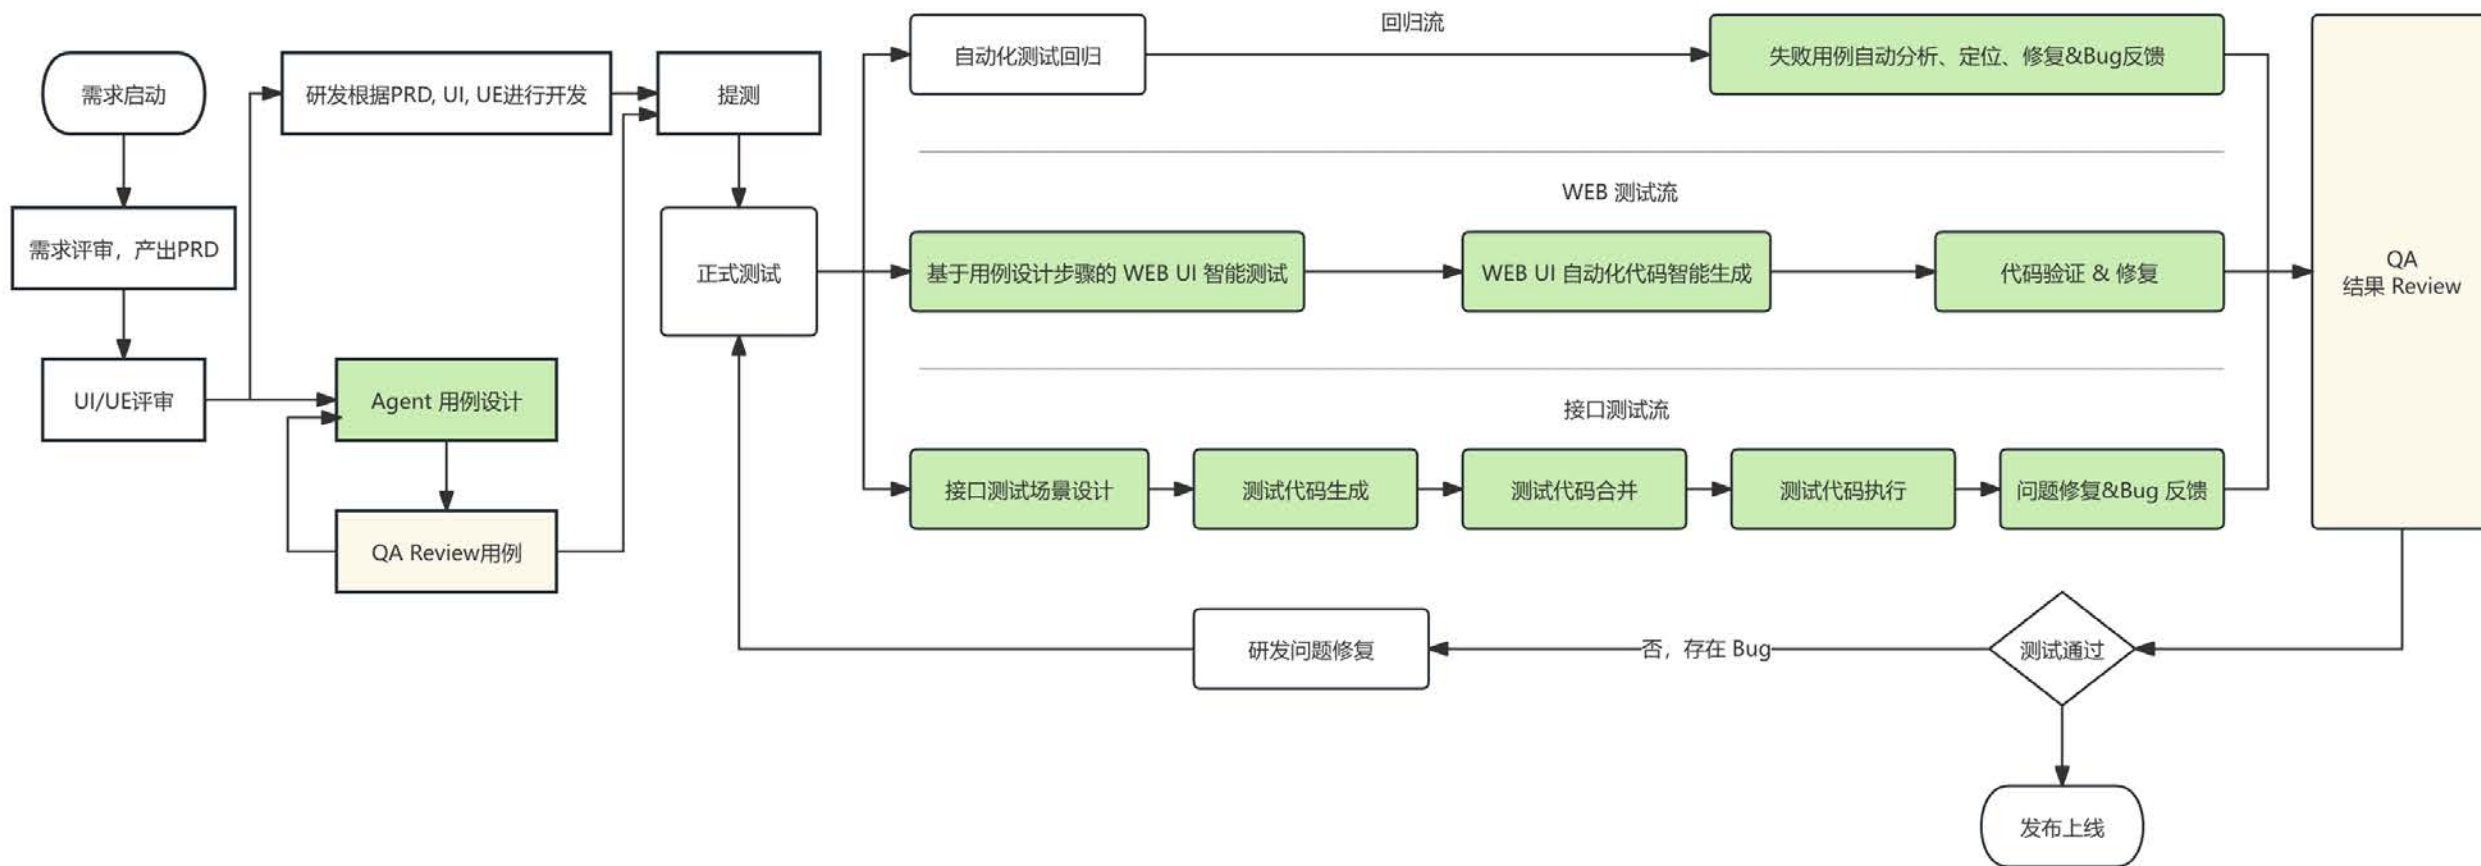 需求启动
需求评审，产出PRD
UI/UE评审
研发根据PRD, UI, UE进行开发
Agent 用例设计
QA Review用例
提测
正式测试
回归流
自动化测试回归
失败用例自动分析、定位、修复&Bug反馈
WEB 测试流
基于用例设计步骤的 WEB UI 智能测试
WEB UI 自动化代码智能生成
代码验证 & 修复
接口测试流
接口测试场景设计
测试代码生成
测试代码合并
测试代码执行
问题修复&Bug 反馈
QA
结果 Review
测试通过
否，存在 Bug
研发问题修复
发布上线